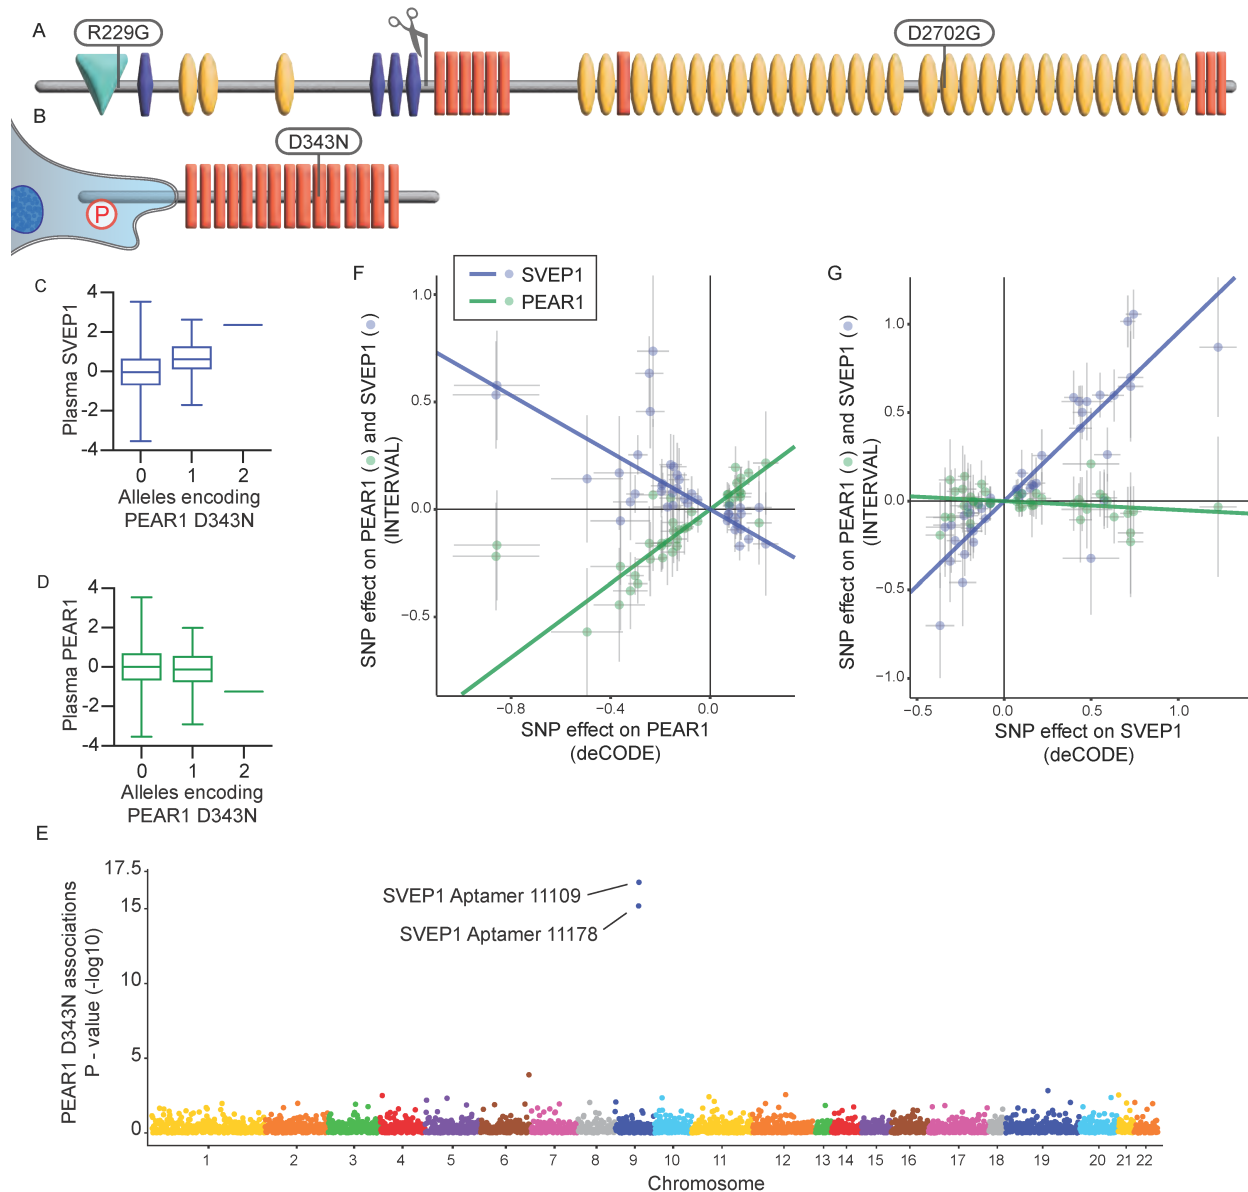 A
R229G
D2702G
B
D343N
P
C
Plasma SVEP1
4
2
0
-2
-4
0 1 2
Alleles encoding
PEAR1 D343N
D
Plasma PEAR1
4
2
0
-2
-4
0 1 2
Alleles encoding
PEAR1 D343N
F
SVEP1
PEAR1
SNP effect on PEAR1 ( ) and SVEP1 ( )
(INTERVAL)
1.0
0.5
0.0
−0.5
−0.8 −0.4 0.0
SNP effect on PEAR1
(deCODE)
G
SNP effect on PEAR1 ( ) and SVEP1 ( )
(INTERVAL)
1.0
0.5
0.0
−0.5
−1.0
−0.5 0.0 0.5 1.0
SNP effect on SVEP1
(deCODE)
E
PEAR1 D343N associations
P - value (-log10)
17.5
15
10
5
0
SVEP1 Aptamer 11109
SVEP1 Aptamer 11178
1 2 3 4 5 6 7 8 9 10 11 12 13 14 15 16 17 18 19 20 21 22
Chromosome